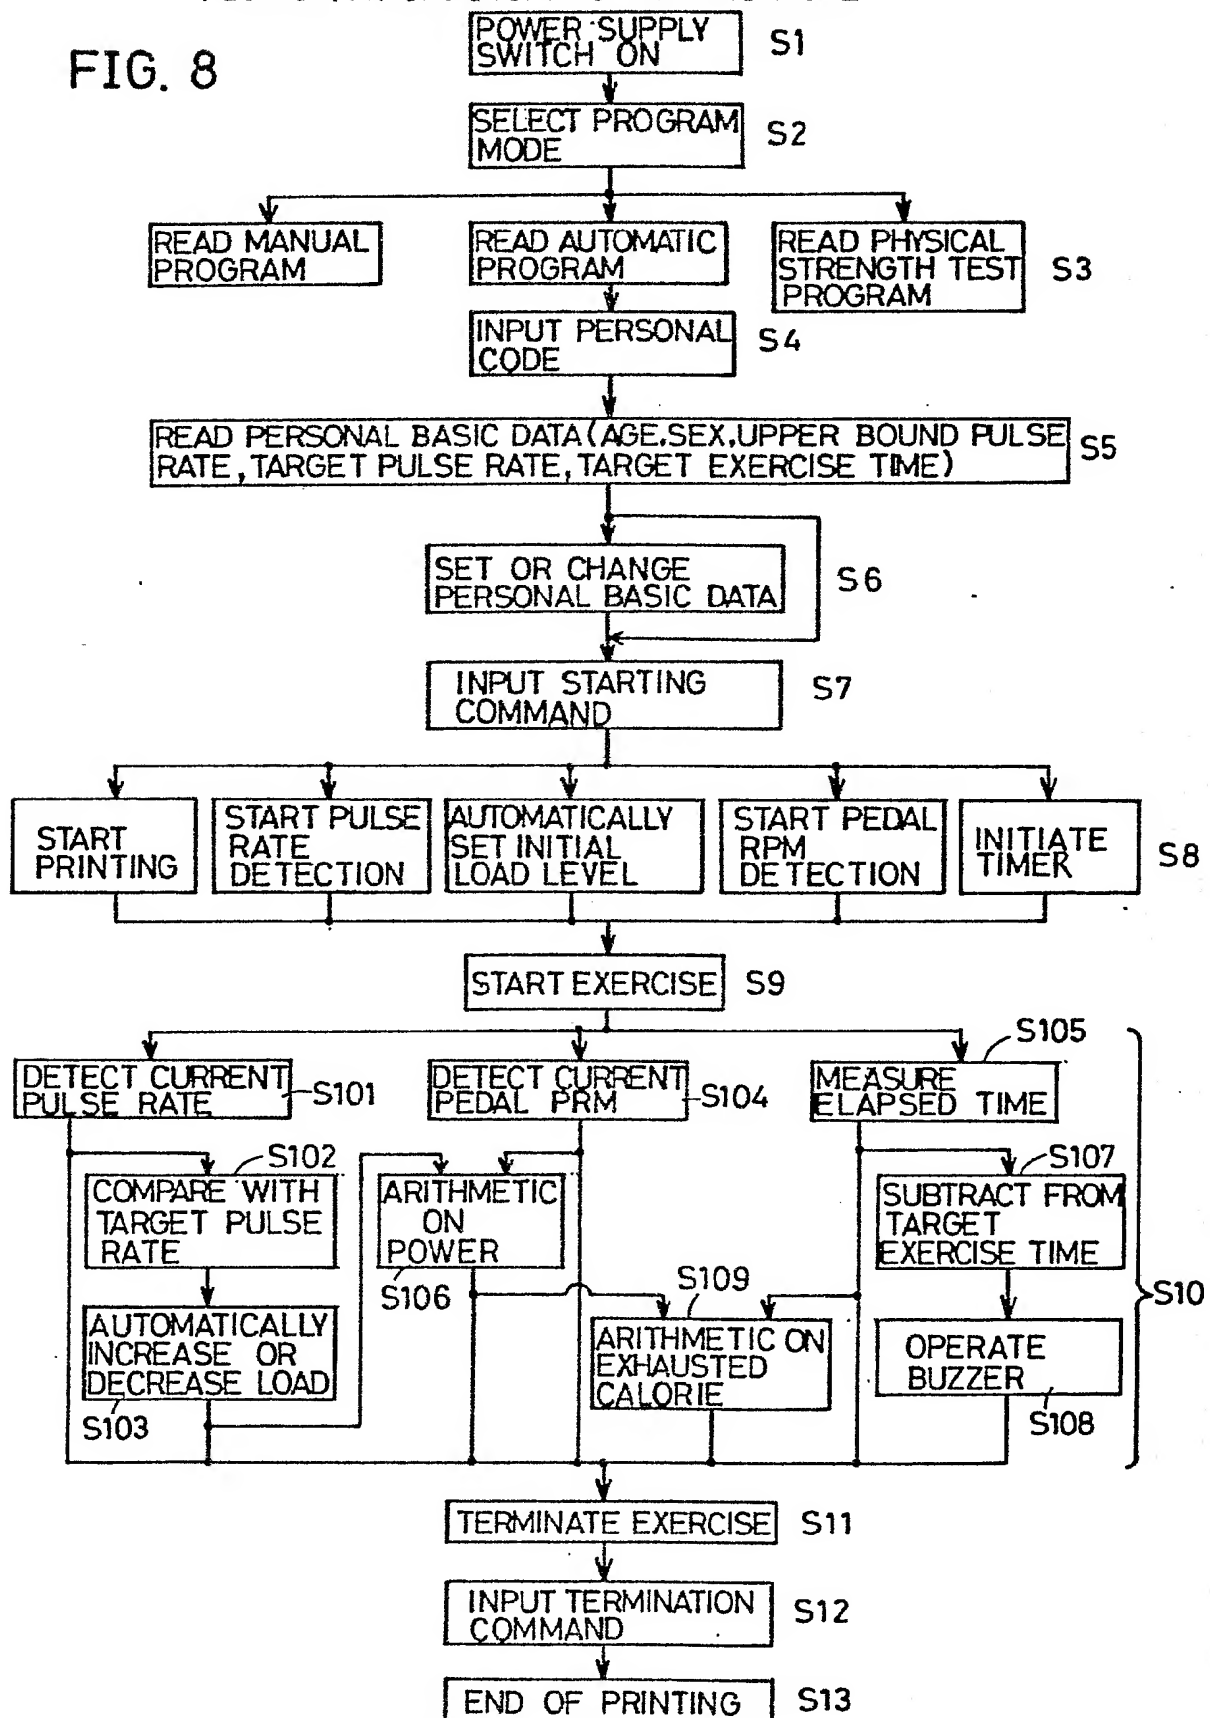 FIG. 8
POWER SUPPLY
SWITCH ON
S1
SELECT PROGRAM
MODE
S2
READ MANUAL
PROGRAM
READ AUTOMATIC
PROGRAM
READ PHYSICAL
STRENGTH TEST
PROGRAM
S3
INPUT PERSONAL
CODE
S4
READ PERSONAL BASIC DATA (AGE, SEX, UPPER BOUND PULSE
RATE, TARGET PULSE RATE, TARGET EXERCISE TIME)
S5
SET OR CHANGE
PERSONAL BASIC DATA
S6
INPUT STARTING
COMMAND
S7
START
PRINTING
START PULSE
RATE
DETECTION
AUTOMATICALLY
SET INITIAL
LOAD LEVEL
START PEDAL
RPM
DETECTION
INITIATE
TIMER
S8
START EXERCISE
S9
DETECT CURRENT
PULSE RATE
S101
DETECT CURRENT
PEDAL PRM
S104
S105
MEASURE
ELAPSED TIME
S102
COMPARE WITH
TARGET PULSE
RATE
ARITHMETIC
ON
POWER
S106
S107
SUBTRACT FROM
TARGET
EXERCISE TIME
AUTOMATICALLY
INCREASE OR
DECREASE LOAD
S103
S109
ARITHMETIC ON
EXHAUSTED
CALORIE
OPERATE
BUZZER
S108
S10
TERMINATE EXERCISE
S11
INPUT TERMINATION
COMMAND
S12
END OF PRINTING
S13